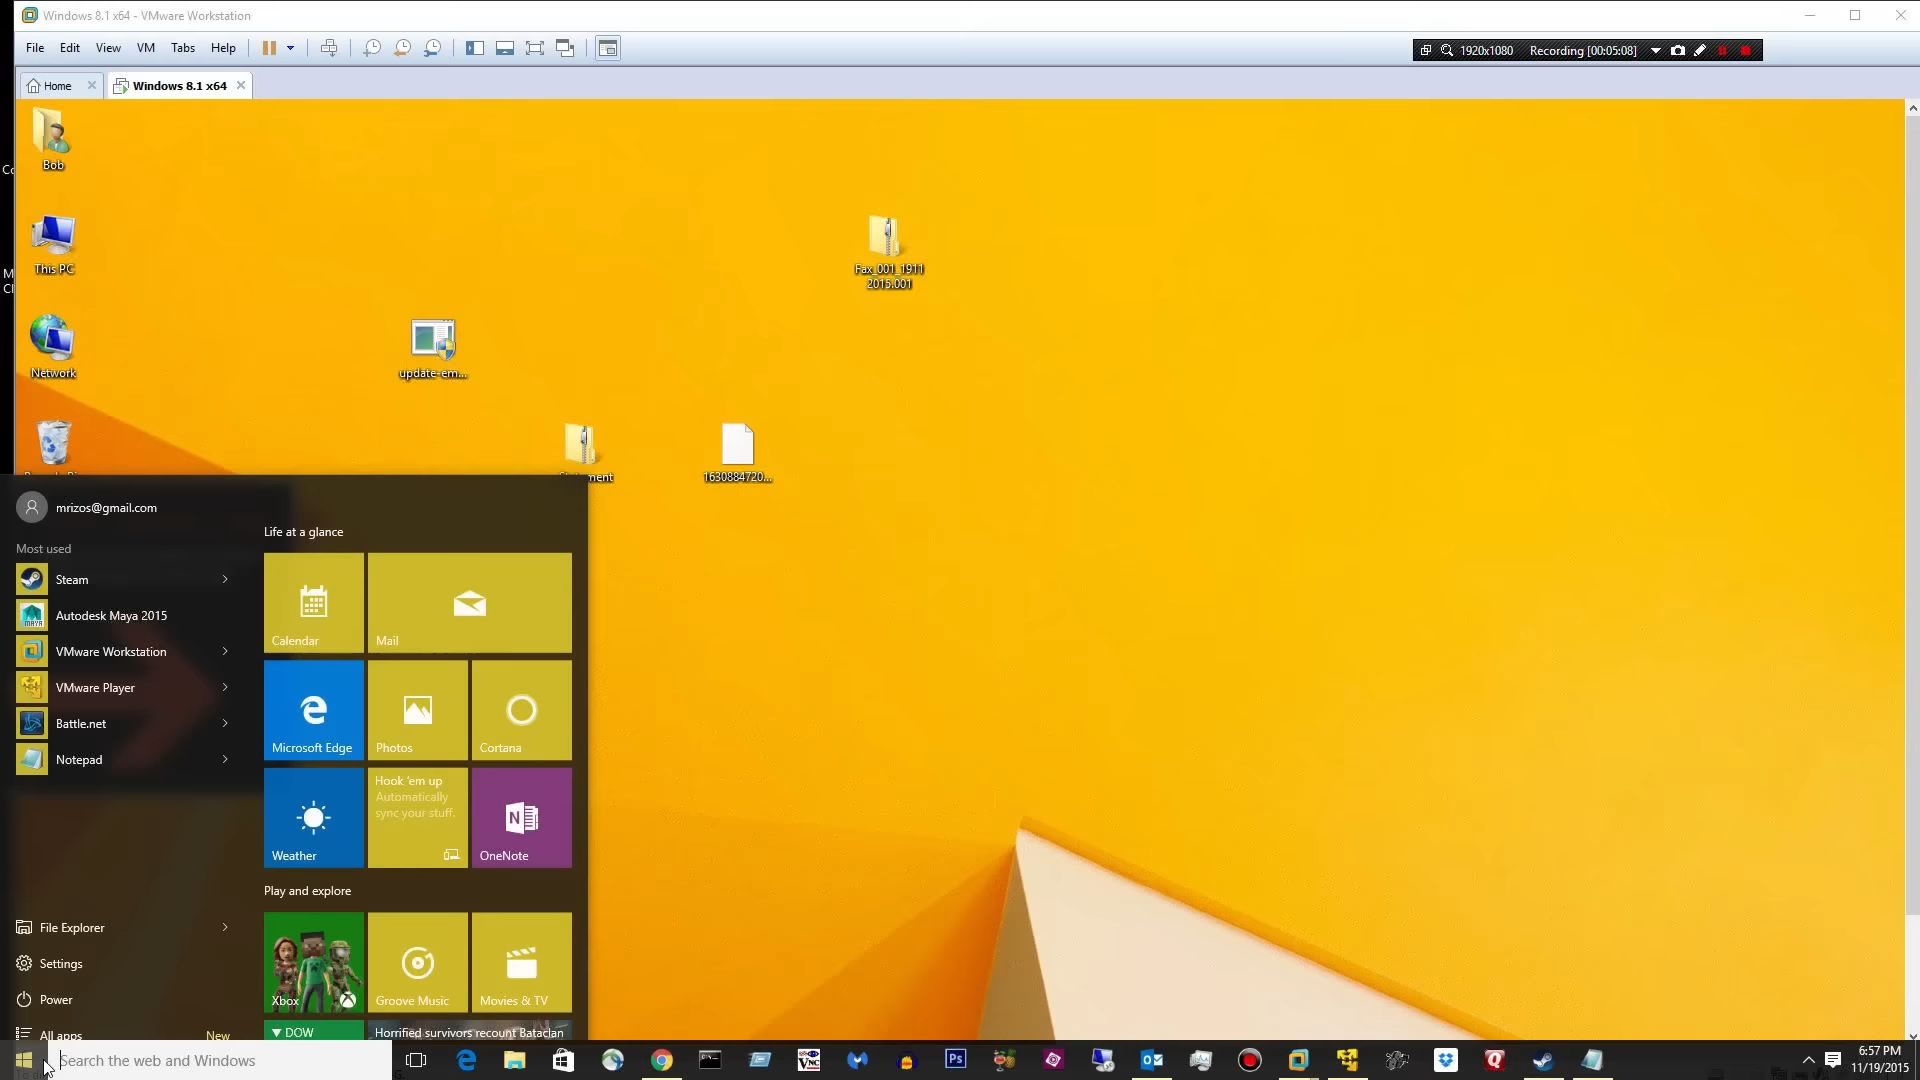 Windows 8.1 x64 - VMware Workstation
File Edit View VM Tabs Help
1920x1080 Recording [00:05:08]
Home
Windows 8.1 x64
Bob
This PC
Network
Fax_001_1911
2015.001
update-em...
1630884720...
mrizos@gmail.com
Most used
Steam
Autodesk Maya 2015
VMware Workstation
VMware Player
Battle.net
Notepad
File Explorer
Settings
Power
All apps New
Life at a glance
Calendar
Mail
Microsoft Edge
Photos
Cortana
Weather
Hook 'em up
Automatically
sync your stuff.
OneNote
Play and explore
Xbox
Groove Music
Movies & TV
▼ DOW
Horrified survivors recount Bataclan
Search the web and Windows
Ps
6:57 PM
11/19/2015